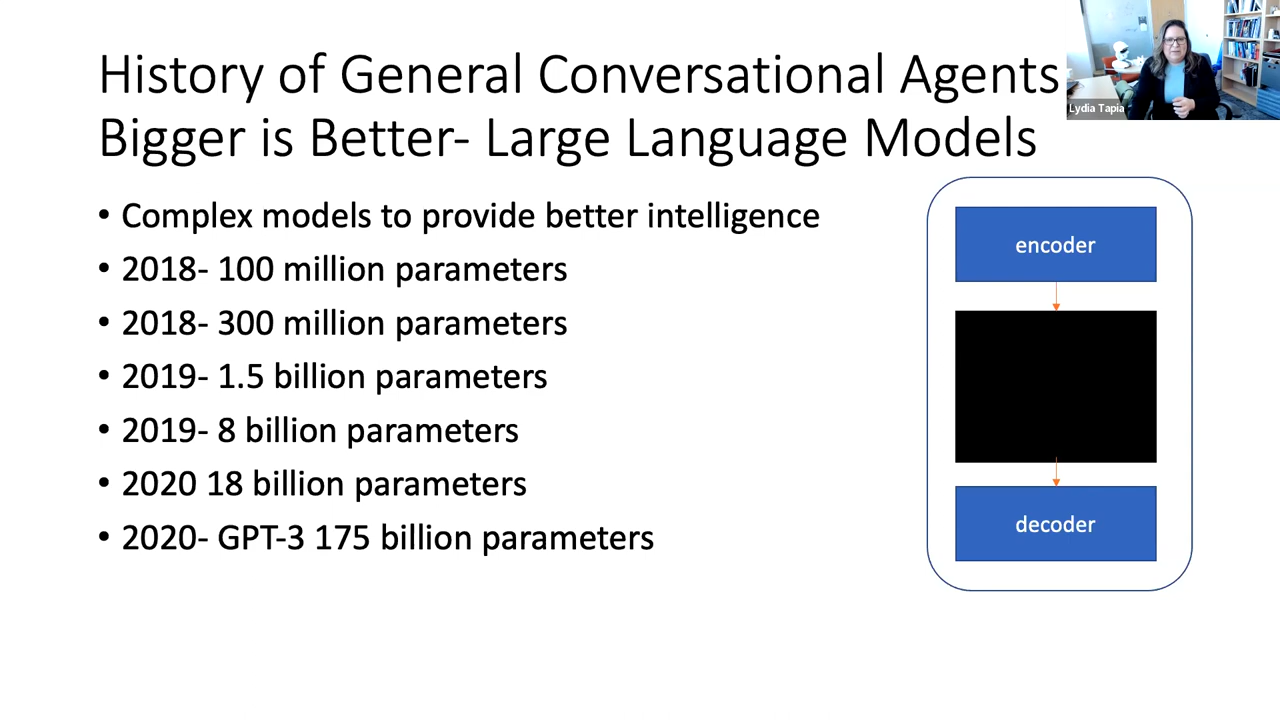 History of General Conversational Agents
Bigger is Better- Large Language Models
Lydia Tapia
• Complex models to provide better intelligence
• 2018- 100 million parameters
• 2018- 300 million parameters
• 2019- 1.5 billion parameters
• 2019- 8 billion parameters
• 2020 18 billion parameters
• 2020- GPT-3 175 billion parameters
encoder
decoder